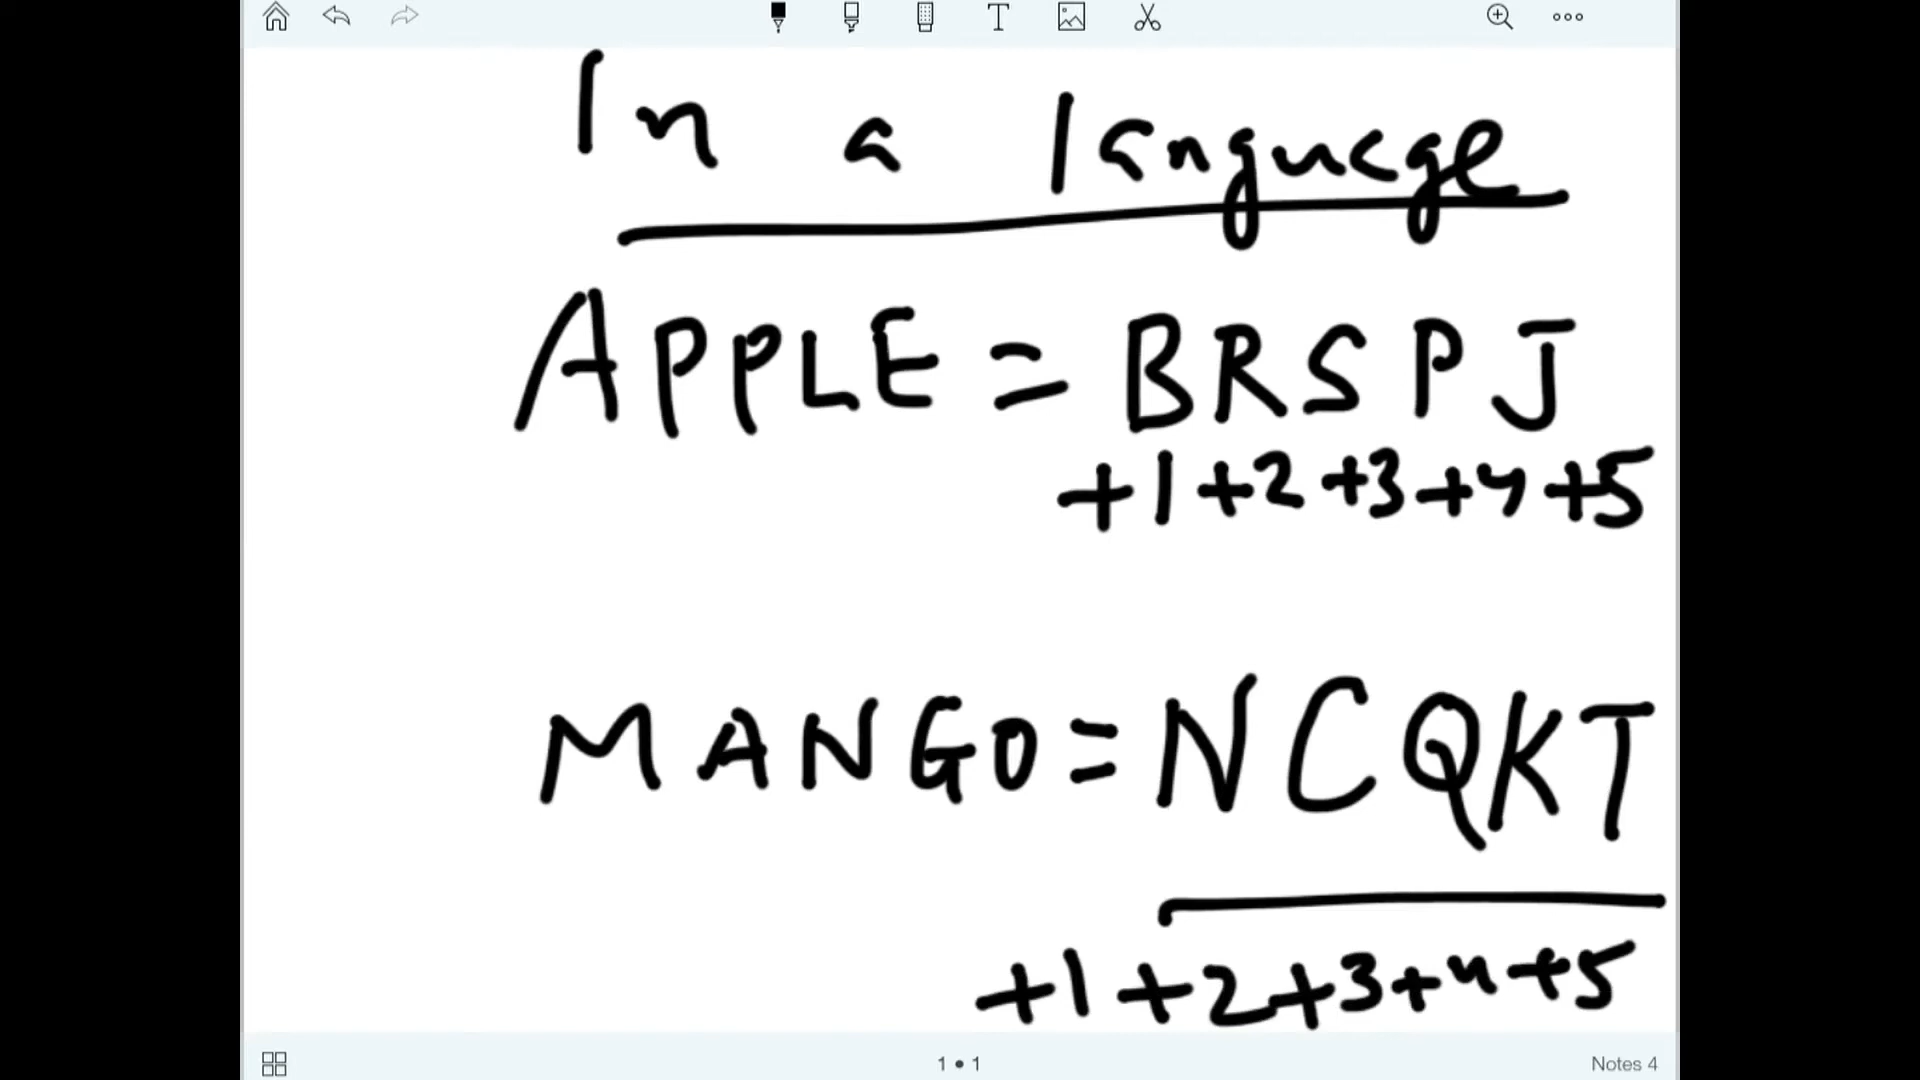 In a language
APPLE = BRSPJ
+1 +2 +3 +4 +5
MANGO = NCQKT
+1 +2 +3 +4 +5
1 • 1
Notes 4